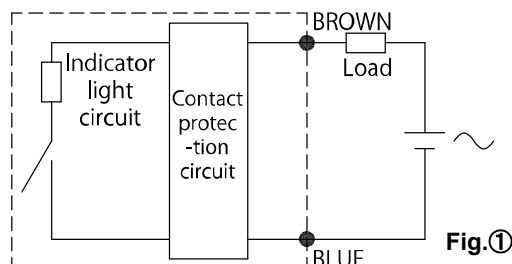 BROWN
Indicator
light
circuit
Contact
protec
-tion
circuit
Load
BLUE
Fig.①